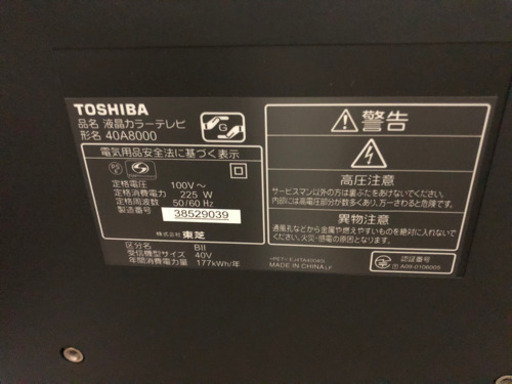 TOSHIBA
品名 液晶カラーテレビ
形名 40A8000
G
電気用品安全法に基づく表示
定格電圧 100V～
定格消費電力 225 W
定格周波数 50/60 Hz
製造番号 38529039
株式会社 東芝
区分名 BII
受信機型サイズ 40V
年間消費電力量 177kWh/年
警告
高圧注意
サービスマン以外の方は裏ぶたをあけないでください。
内部には高電圧部分が数多くあり、万一さわると危険です。
異物注意
通風孔などから金属や燃えやすいものを入れないで
ください。火災・感電の原因になります。
MADE IN CHINA
認証番号
A09-0106005